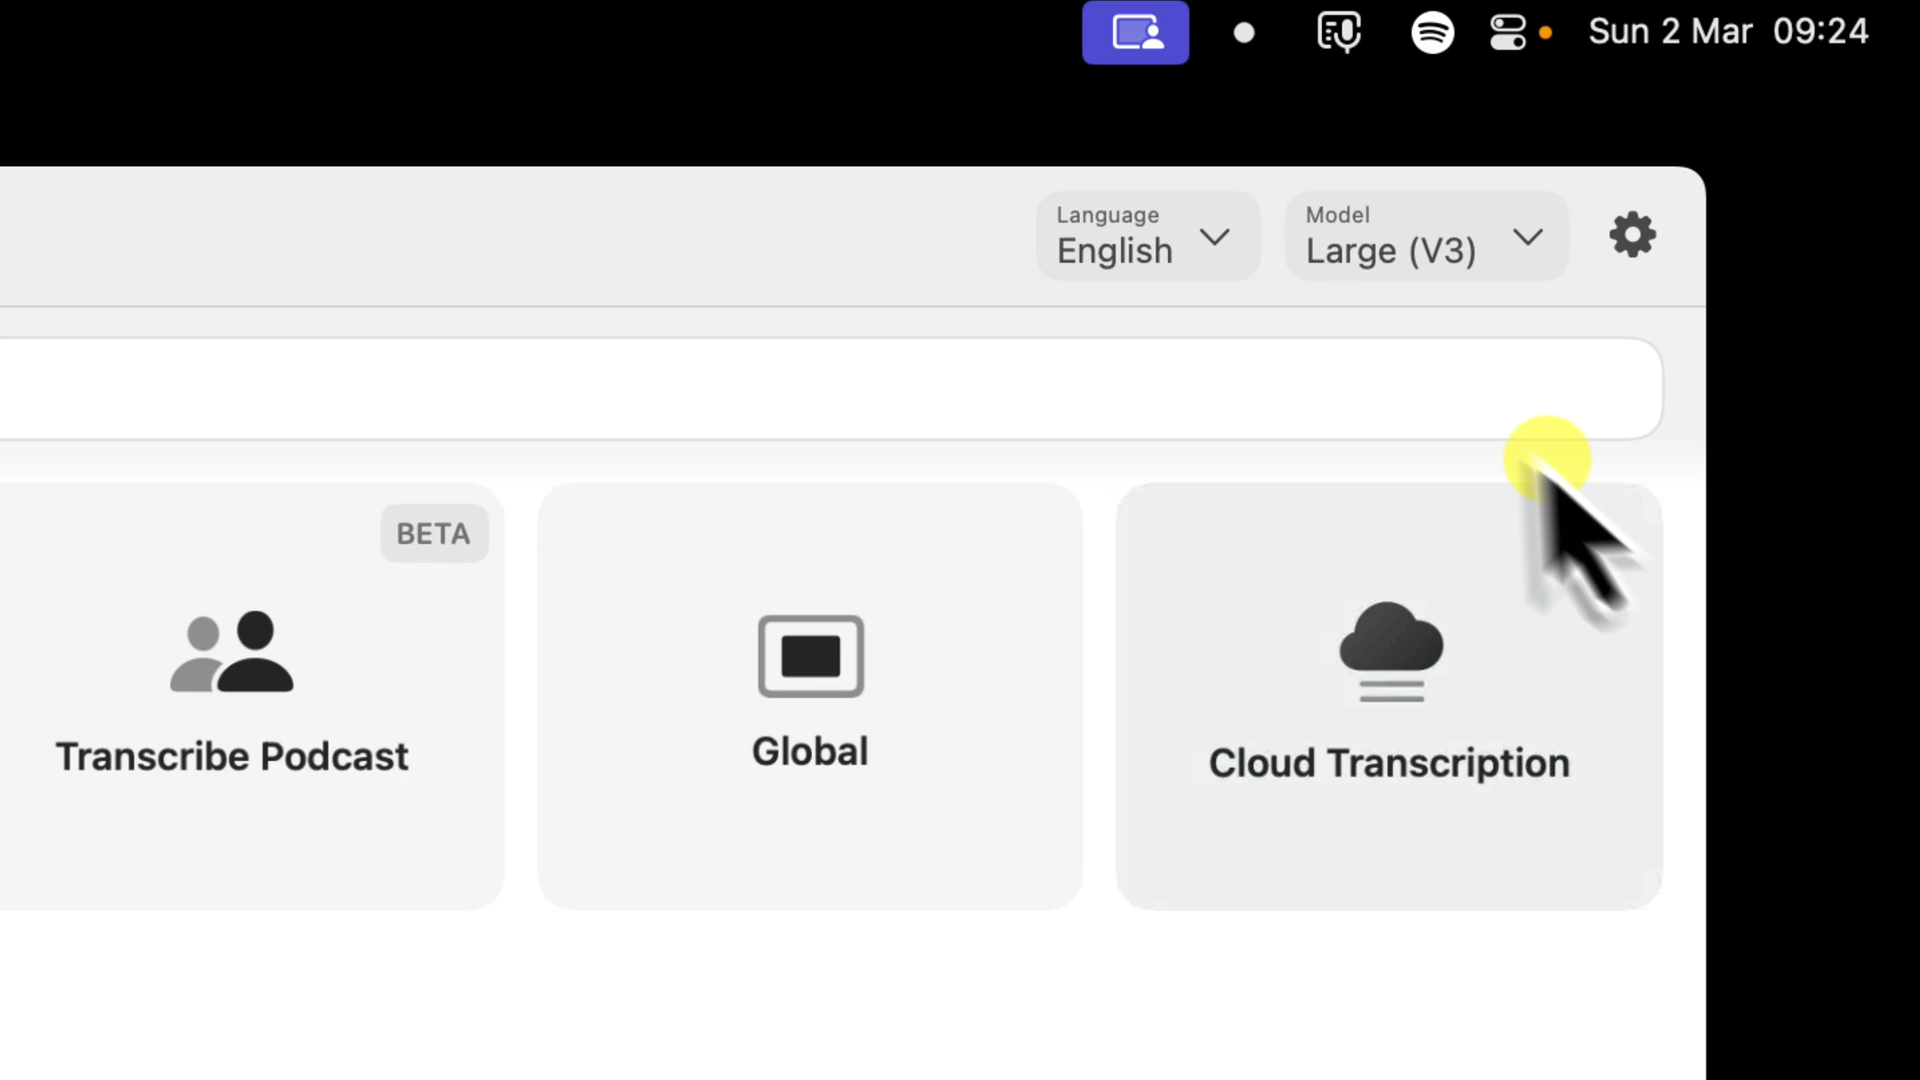 Sun 2 Mar 09:24
Language
English
Model
Large (V3)
BETA
Transcribe Podcast
Global
Cloud Transcription